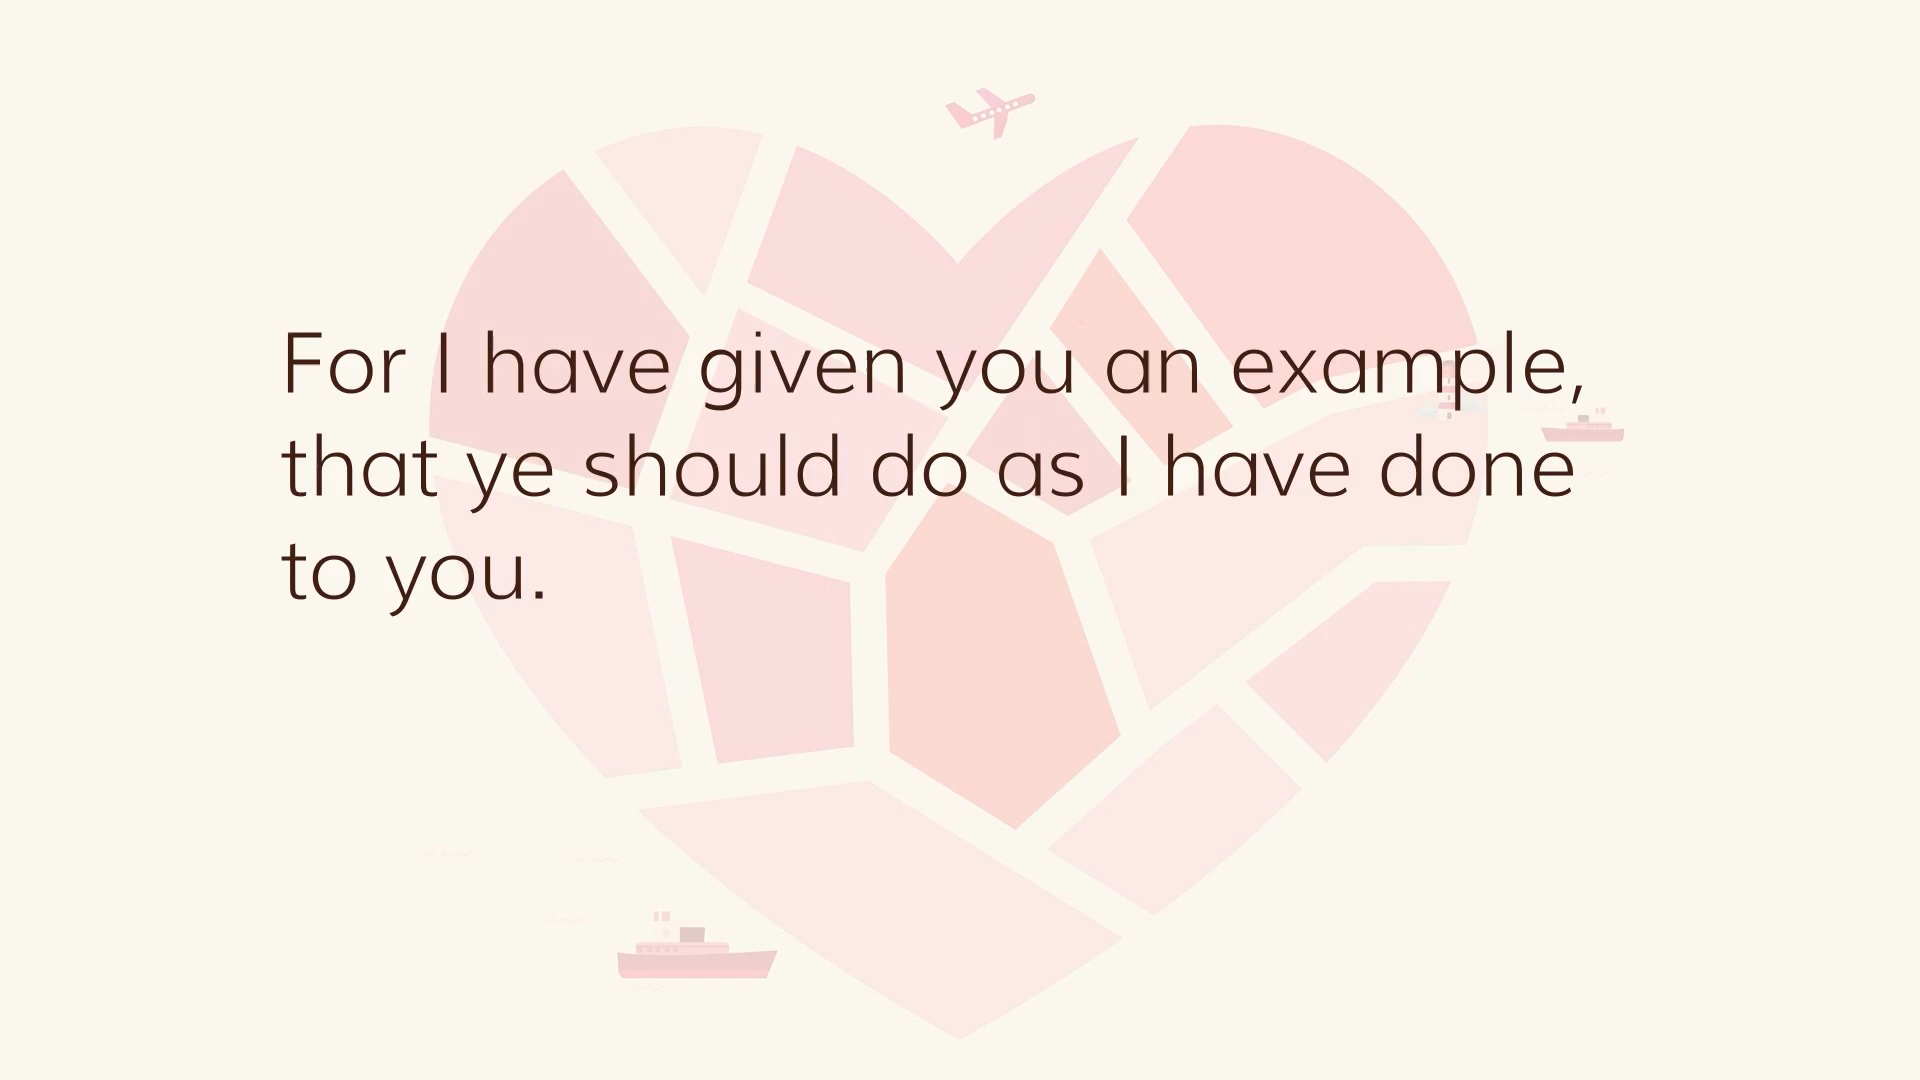 For I have given you an example,
that ye should do as I have done
to you.